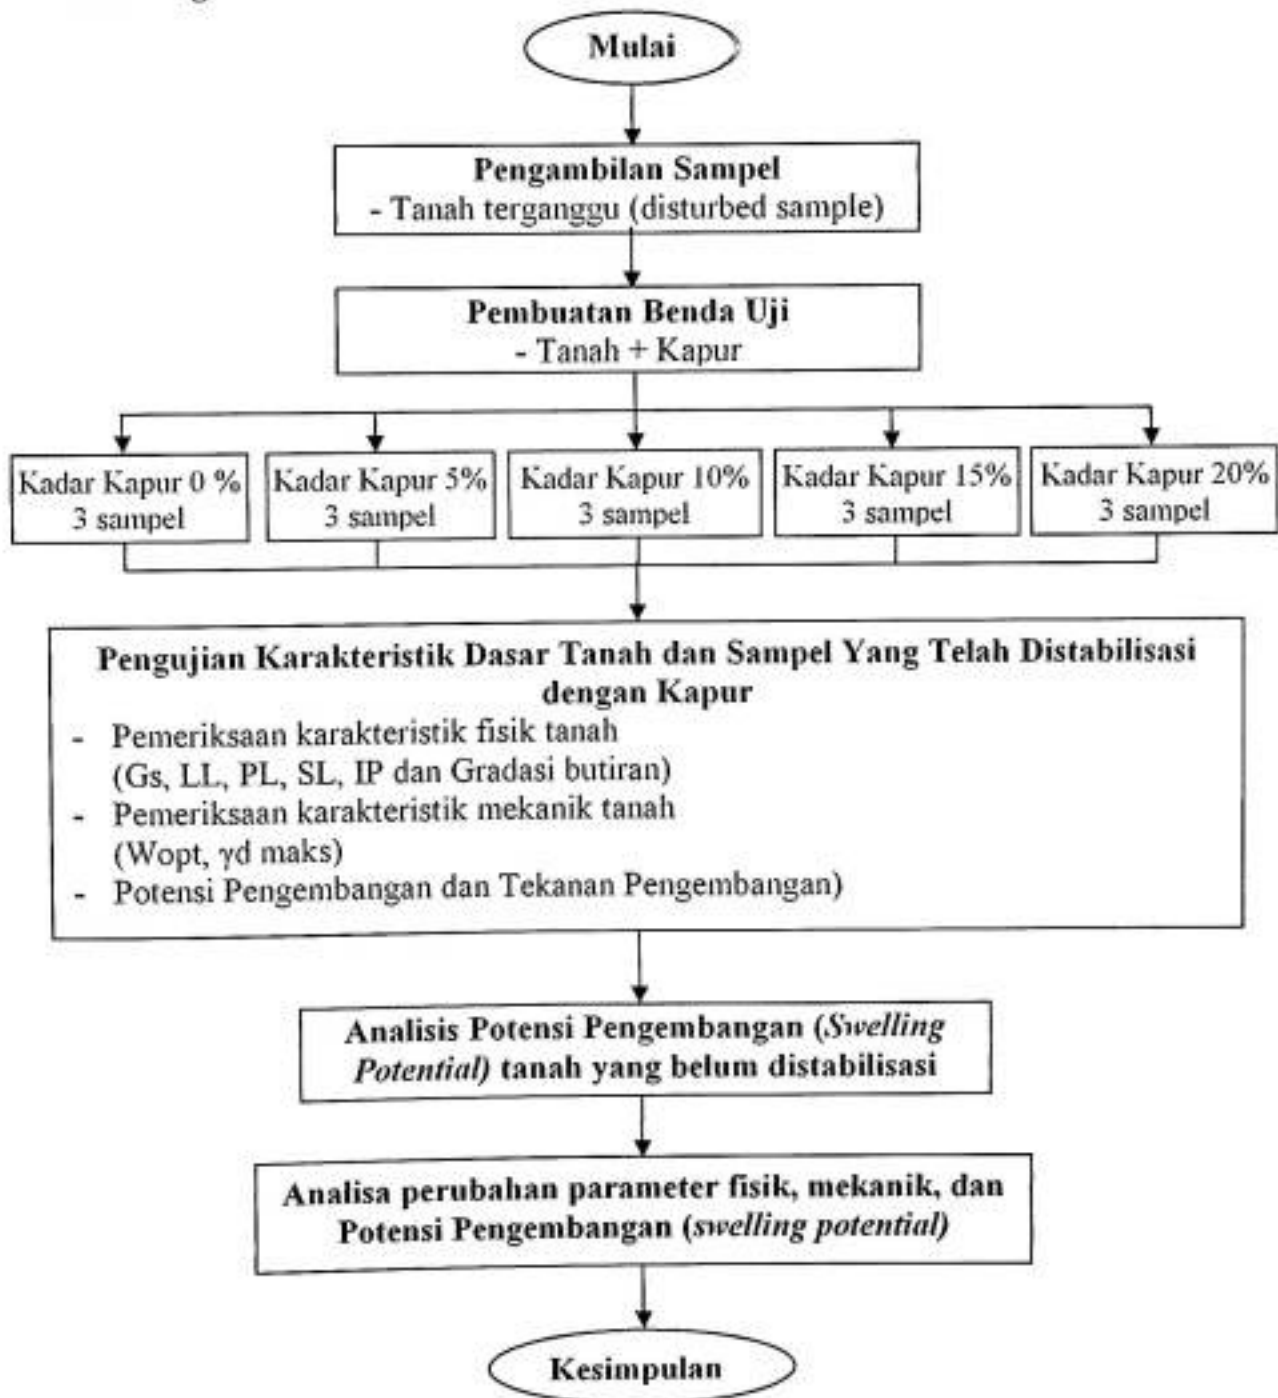 Mulai
Pengambilan Sampel
- Tanah terganggu (disturbed sample)
Pembuatan Benda Uji
- Tanah + Kapur
Kadar Kapur 0 %
3 sampel
Kadar Kapur 5%
3 sampel
Kadar Kapur 10%
3 sampel
Kadar Kapur 15%
3 sampel
Kadar Kapur 20%
3 sampel
Pengujian Karakteristik Dasar Tanah dan Sampel Yang Telah Distabilisasi
dengan Kapur
- Pemeriksaan karakteristik fisik tanah
(Gs, LL, PL, SL, IP dan Gradasi butiran)
- Pemeriksaan karakteristik mekanik tanah
(Wopt, γd maks)
- Potensi Pengembangan dan Tekanan Pengembangan)
Analisis Potensi Pengembangan (Swelling
Potential) tanah yang belum distabilisasi
Analisa perubahan parameter fisik, mekanik, dan
Potensi Pengembangan (swelling potential)
Kesimpulan